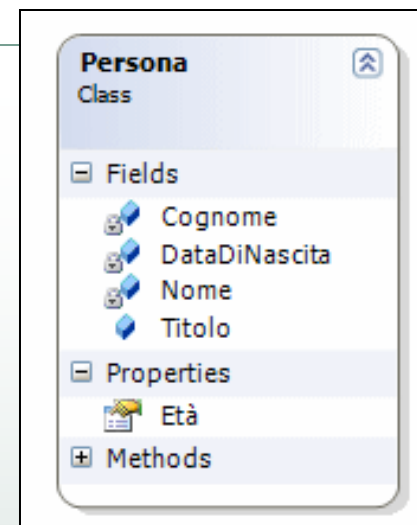 Persona
Class
Fields
Cognome
DataDiNascita
Nome
Titolo
Properties
Età
Methods